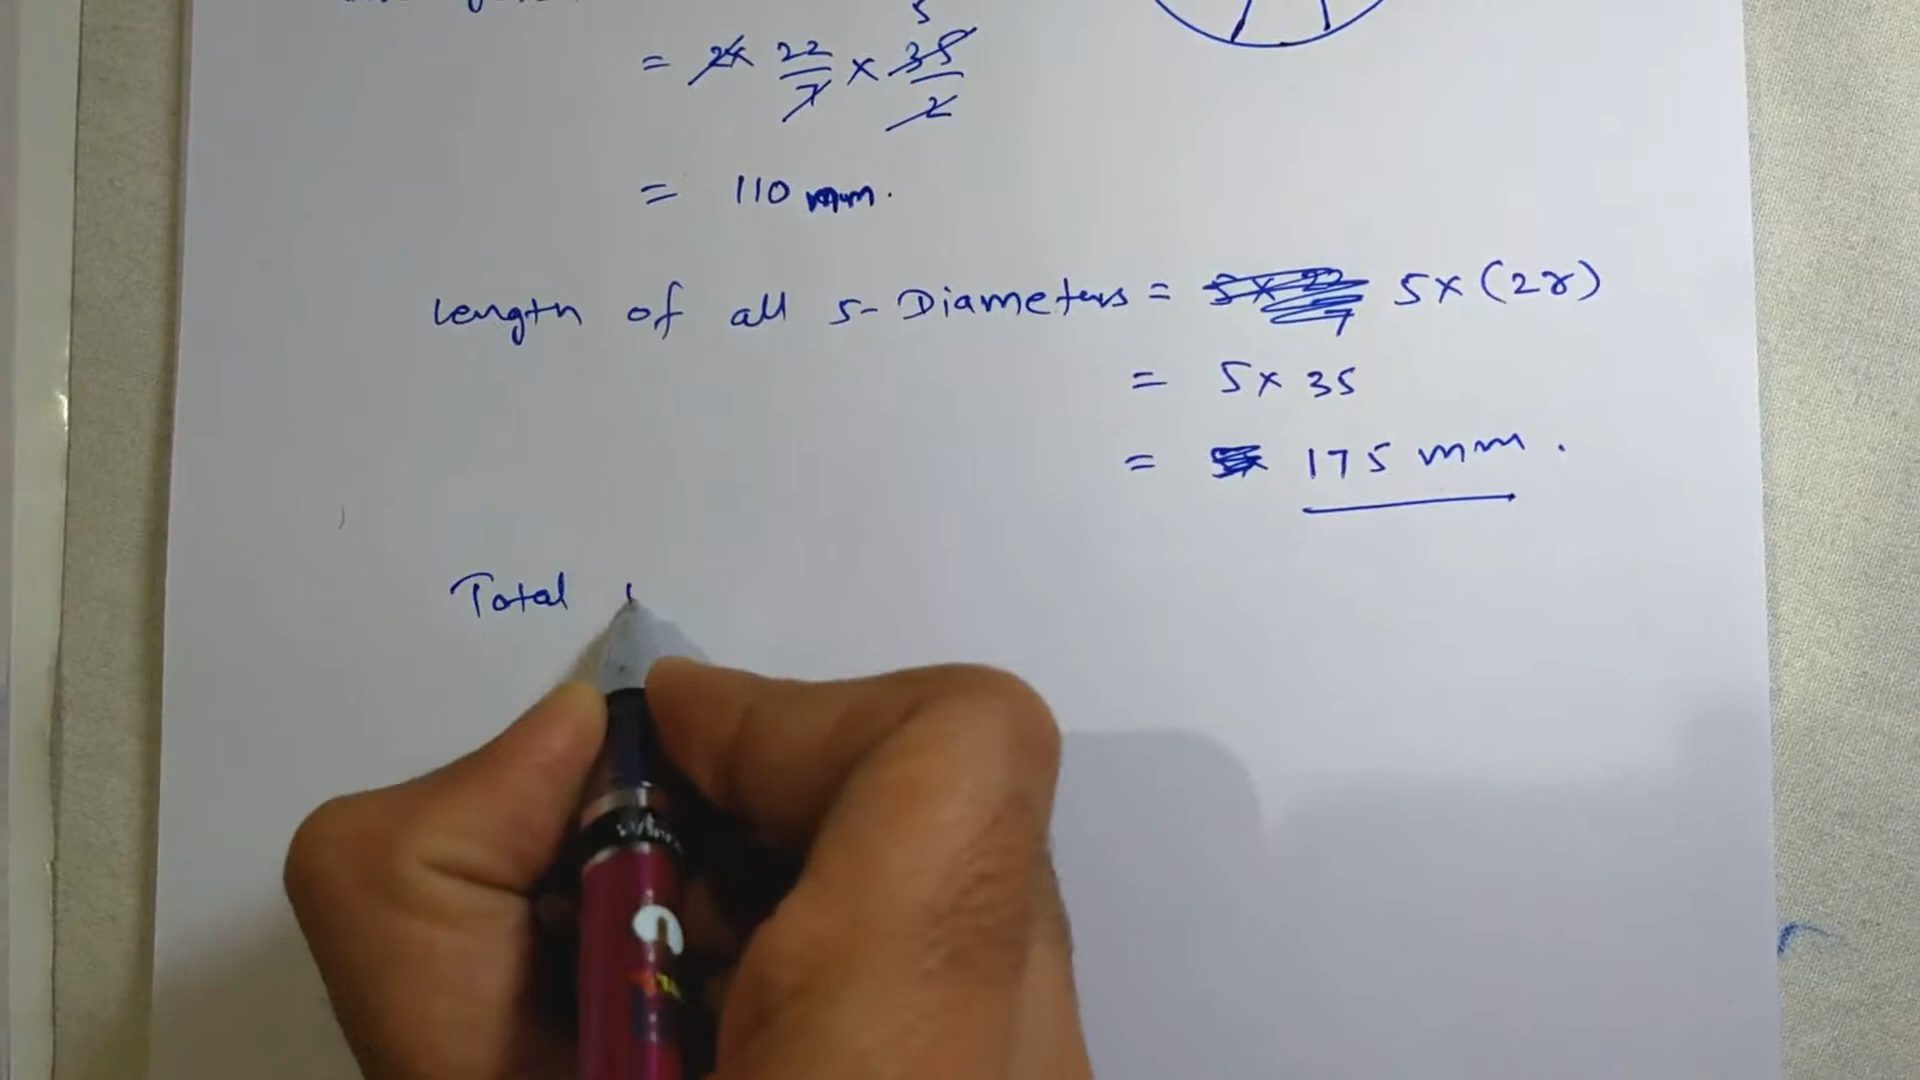 = 2× 22/7 × 35/2 5
= 110 mm.
Length of all 5-Diameters = 5×(2r)
= 5× 35
= 175 mm.
Total